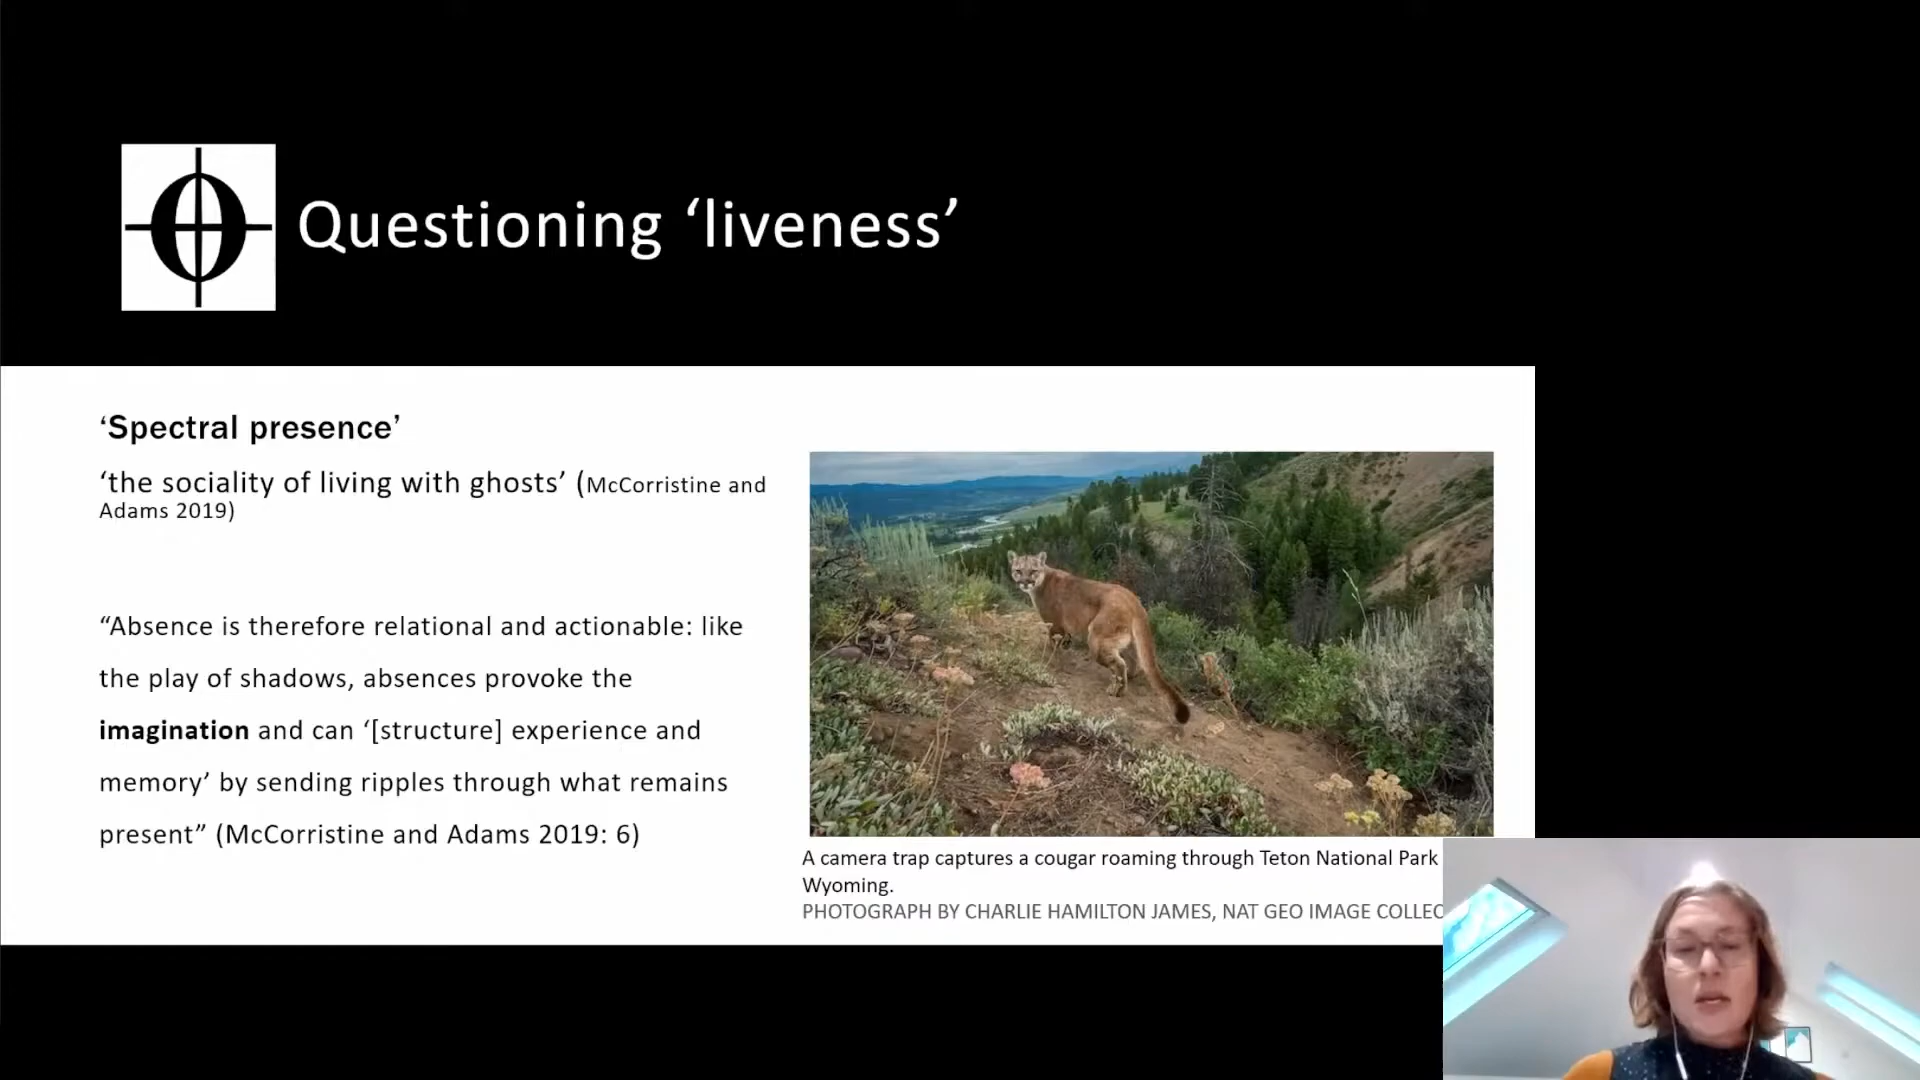 Questioning ‘liveness’
‘Spectral presence’
‘the sociality of living with ghosts’ (McCorristine and
Adams 2019)
“Absence is therefore relational and actionable: like
the play of shadows, absences provoke the
imagination and can ‘[structure] experience and
memory’ by sending ripples through what remains
present” (McCorristine and Adams 2019: 6)
A camera trap captures a cougar roaming through Teton National Park
Wyoming.
PHOTOGRAPH BY CHARLIE HAMILTON JAMES, NAT GEO IMAGE